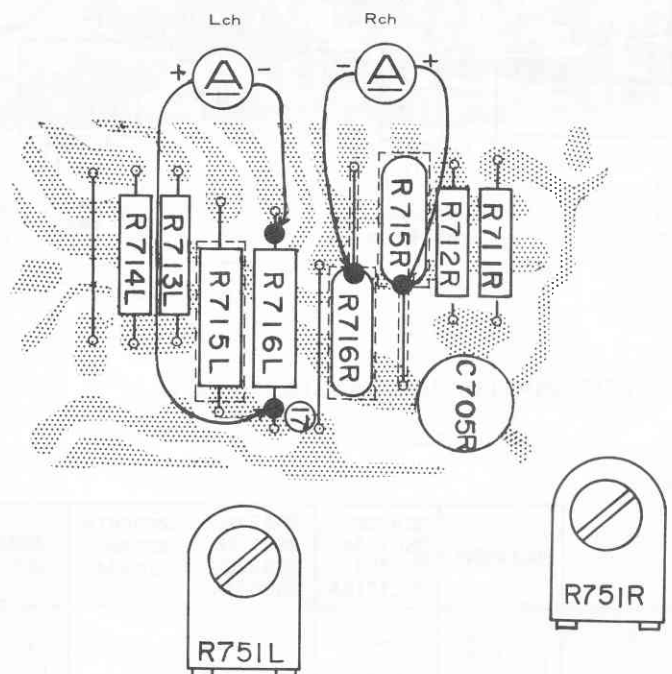 Lch
Rch
+ A -
- A +
R714L
R713L
R715L
R716L
R716R
R715R
R712R
R711R
17
C705R
R751L
R751R